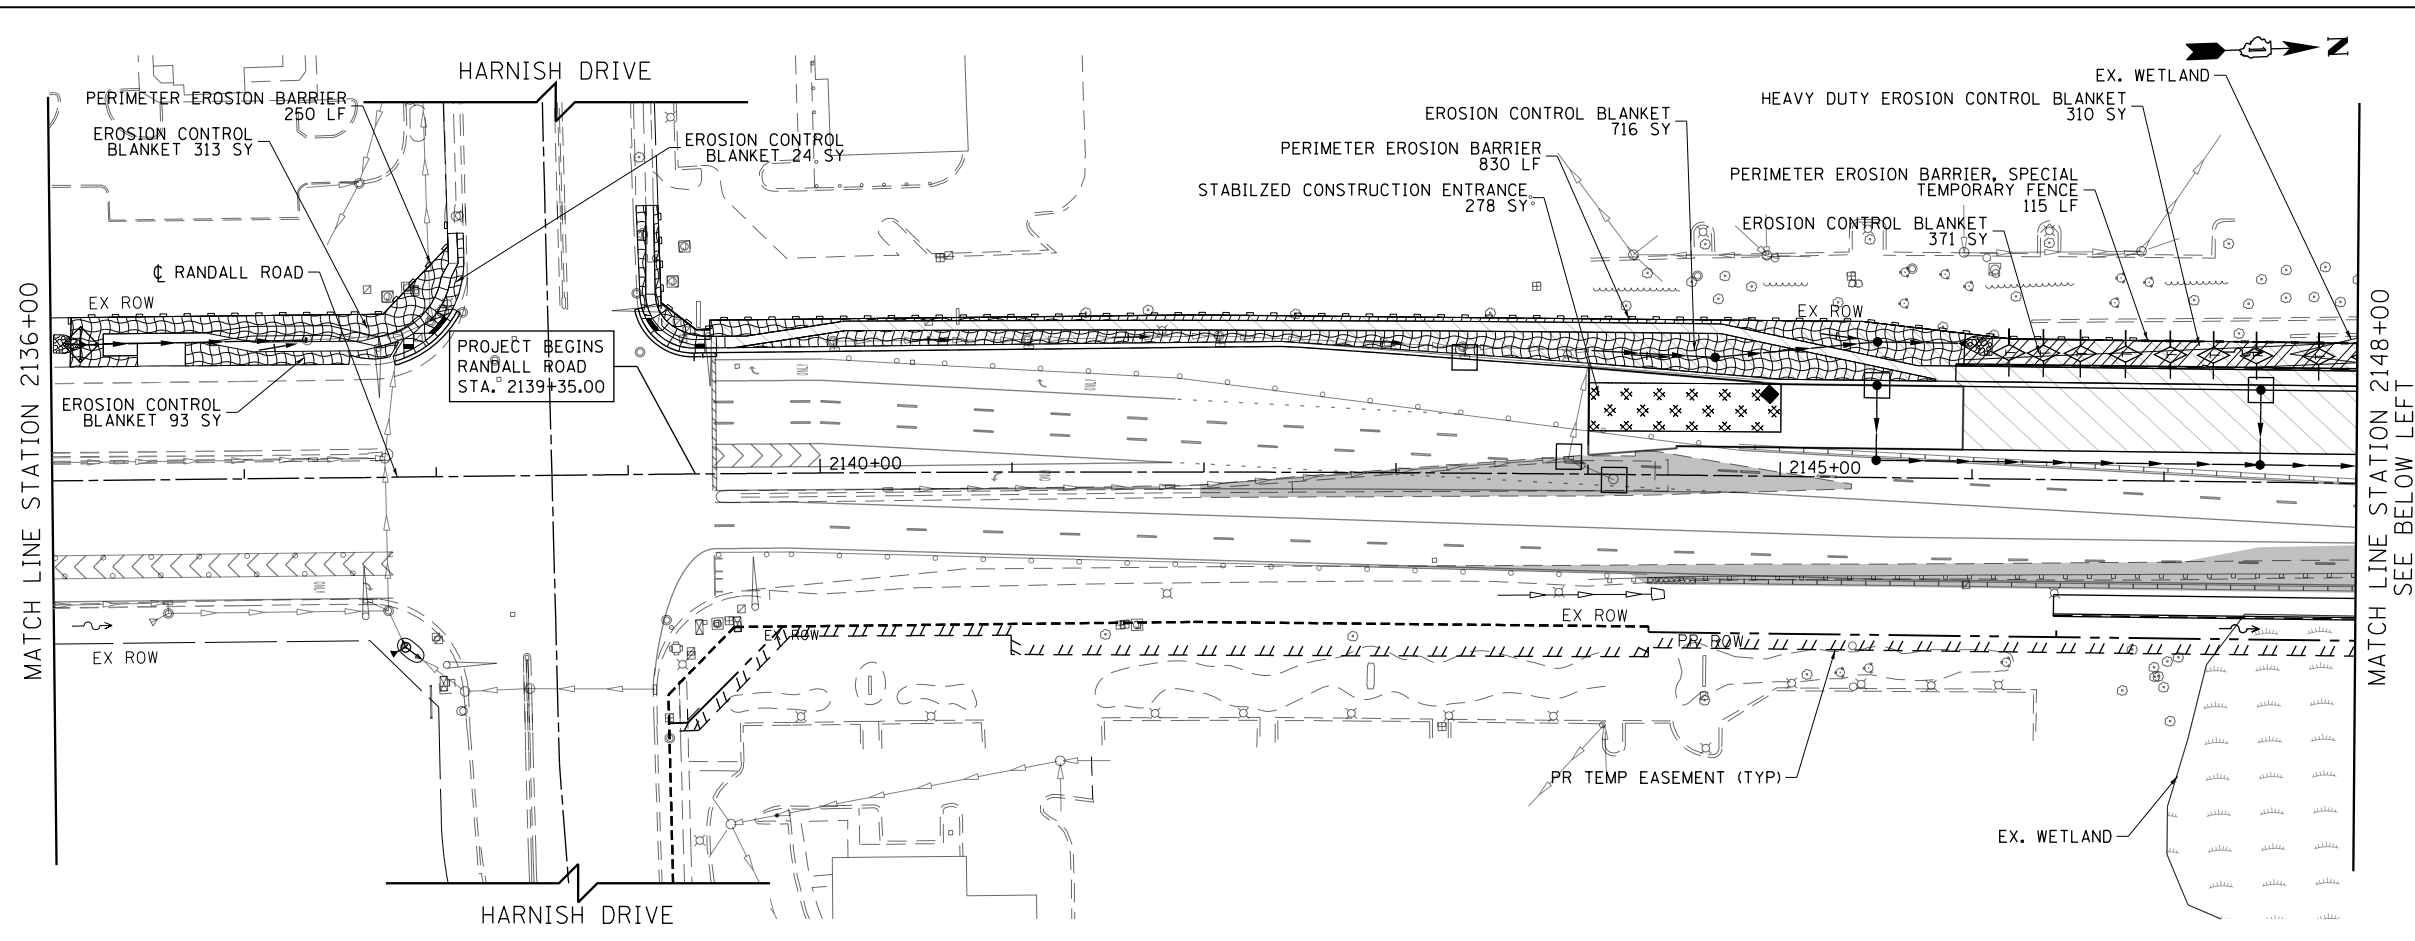 HARNISH DRIVE
N
PERIMETER EROSION BARRIER
250 LF
EROSION CONTROL
BLANKET 313 SY
EROSION CONTROL
BLANKET 24 SY
℄ RANDALL ROAD
EX ROW
PROJECT BEGINS
RANDALL ROAD
STA. 2139+35.00
EROSION CONTROL
BLANKET 93 SY
MATCH LINE STATION 2136+00
EX ROW
EROSION CONTROL BLANKET
716 SY
PERIMETER EROSION BARRIER
830 LF
STABILZED CONSTRUCTION ENTRANCE
278 SY
EX. WETLAND
HEAVY DUTY EROSION CONTROL BLANKET
310 SY
PERIMETER EROSION BARRIER, SPECIAL
TEMPORARY FENCE
115 LF
EROSION CONTROL BLANKET
371 SY
EX ROW
2140+00
2145+00
EX ROW
EX ROW
PR ROW
PR TEMP EASEMENT (TYP)
EX. WETLAND
MATCH LINE STATION 2148+00
SEE BELOW LEFT
HARNISH DRIVE